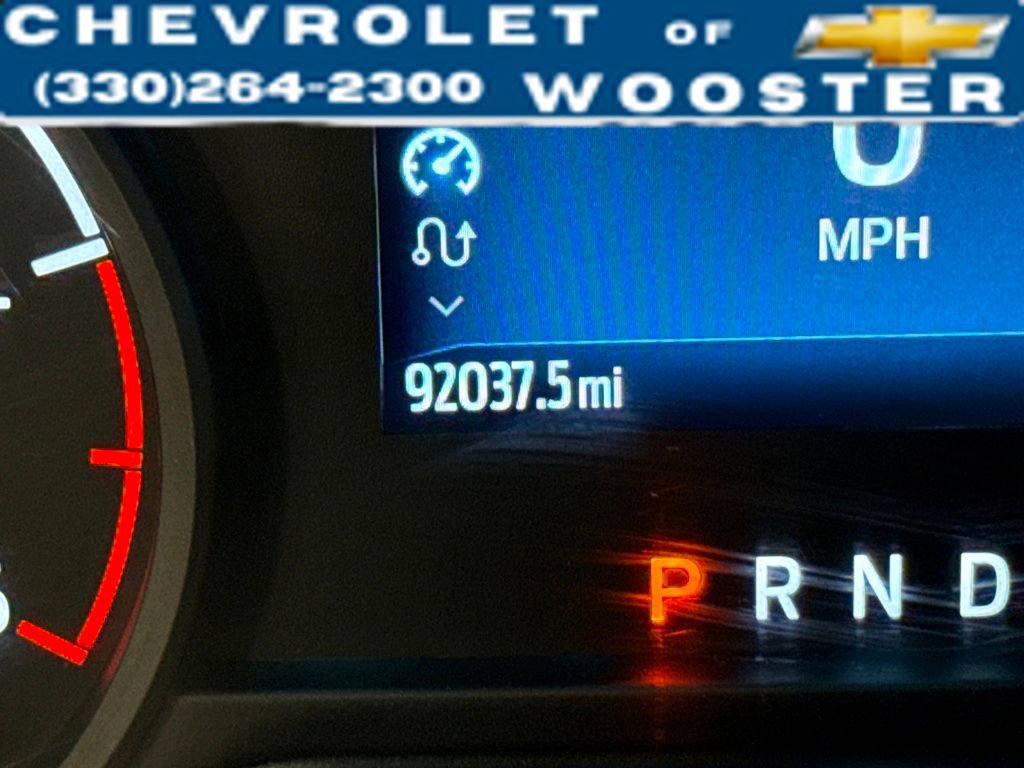 CHEVROLET OF
(330)264-2300 WOOSTER
0
MPH
92037.5 mi
P R N D